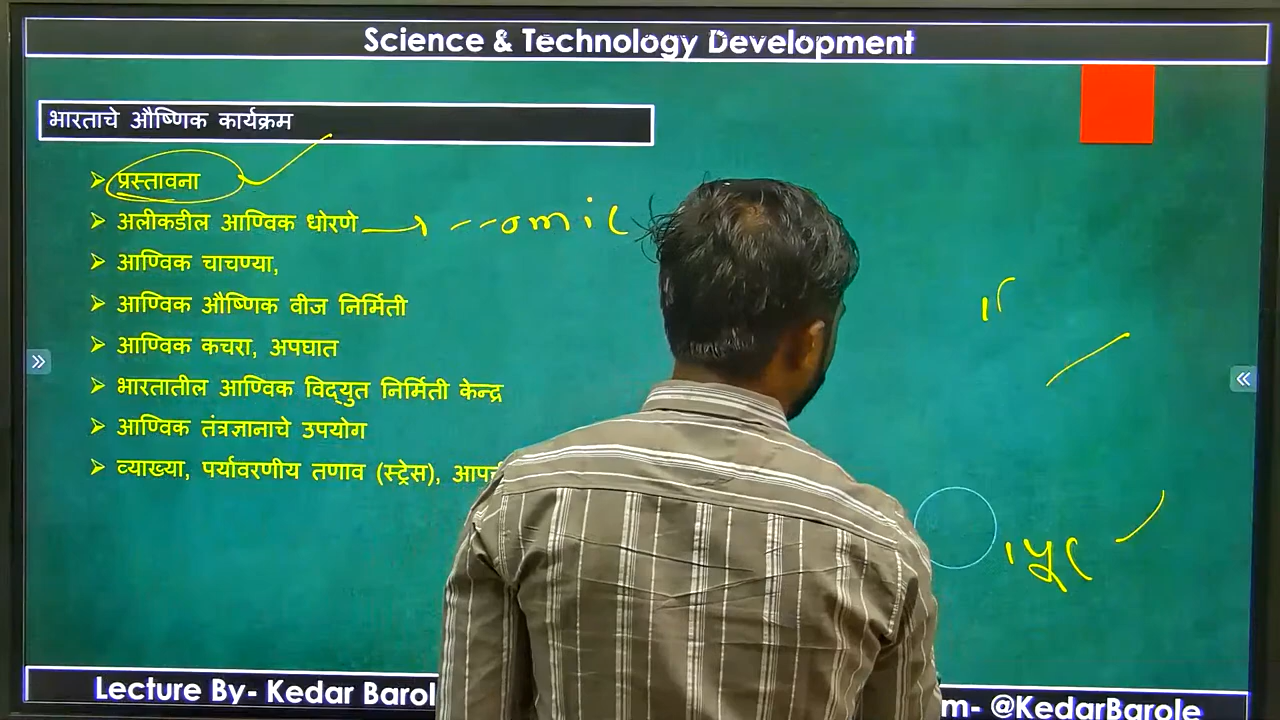 Science & Technology Development
भारताचे औष्णिक कार्यक्रम
➢ प्रस्तावना
➢ अलीकडील आण्विक धोरणे
➢ आण्विक चाचण्या,
➢ आण्विक औष्णिक वीज निर्मिती
➢ आण्विक कचरा, अपघात
➢ भारतातील आण्विक विद्युत निर्मिती केन्द्र
➢ आण्विक तंत्रज्ञानाचे उपयोग
➢ व्याख्या, पर्यावरणीय तणाव (स्ट्रेस),
Lecture By- Kedar @KedarBarole